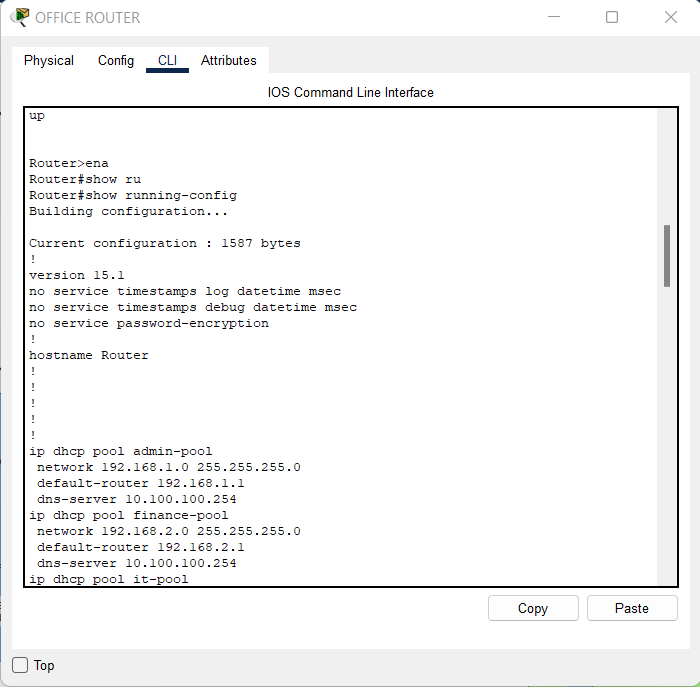 OFFICE ROUTER
Physical Config CLI Attributes
IOS Command Line Interface
up
Router>ena
Router#show ru
Router#show running-config
Building configuration...
Current configuration : 1587 bytes
!
version 15.1
no service timestamps log datetime msec
no service timestamps debug datetime msec
no service password-encryption
!
hostname Router
!
!
!
!
!
ip dhcp pool admin-pool
network 192.168.1.0 255.255.255.0
default-router 192.168.1.1
dns-server 10.100.100.254
ip dhcp pool finance-pool
network 192.168.2.0 255.255.255.0
default-router 192.168.2.1
dns-server 10.100.100.254
ip dhcp pool it-pool
Copy Paste
Top